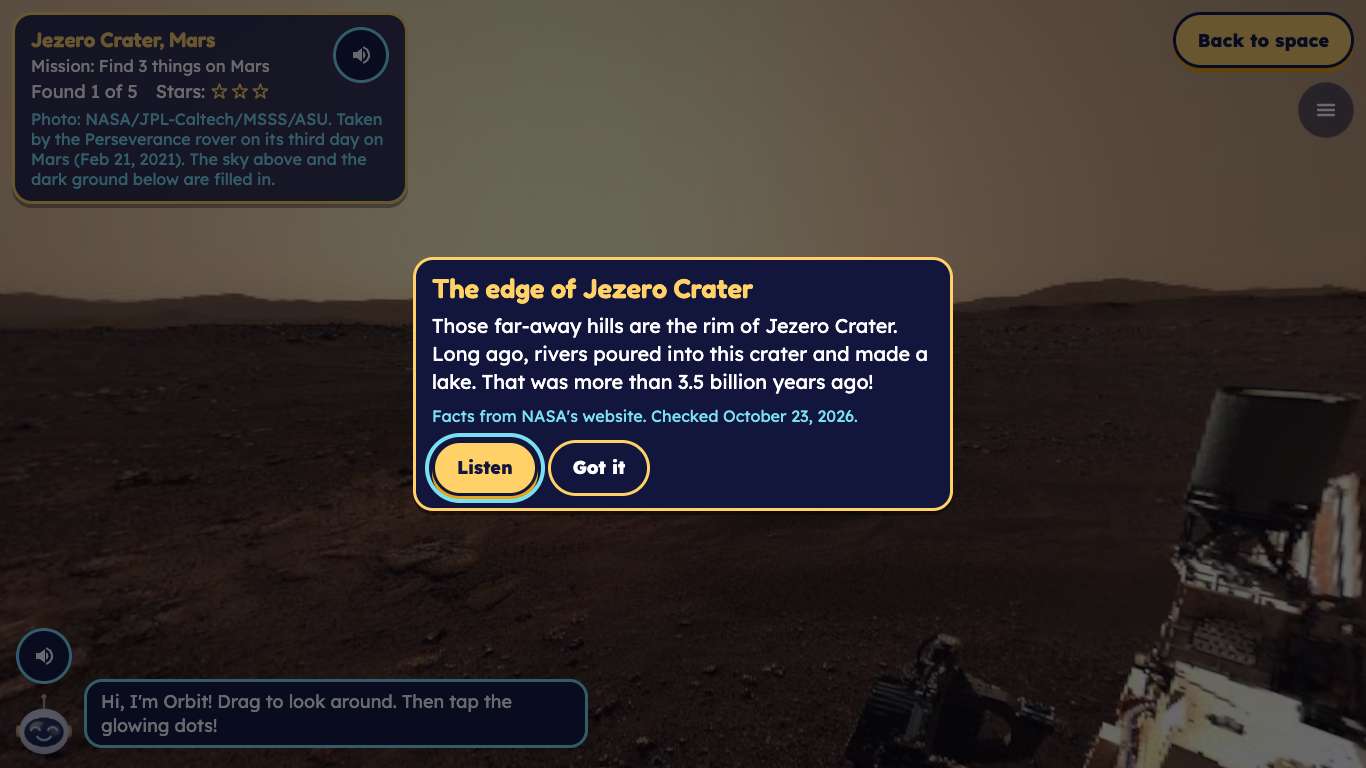 Jezero Crater, Mars
Mission: Find 3 things on Mars
Found 1 of 5 Stars: ☆☆☆
Photo: NASA/JPL-Caltech/MSSS/ASU. Taken
by the Perseverance rover on its third day on
Mars (Feb 21, 2021). The sky above and the
dark ground below are filled in.
Back to space
The edge of Jezero Crater
Those far-away hills are the rim of Jezero Crater.
Long ago, rivers poured into this crater and made a
lake. That was more than 3.5 billion years ago!
Facts from NASA's website. Checked October 23, 2026.
Listen
Got it
Hi, I'm Orbit! Drag to look around. Then tap the
glowing dots!